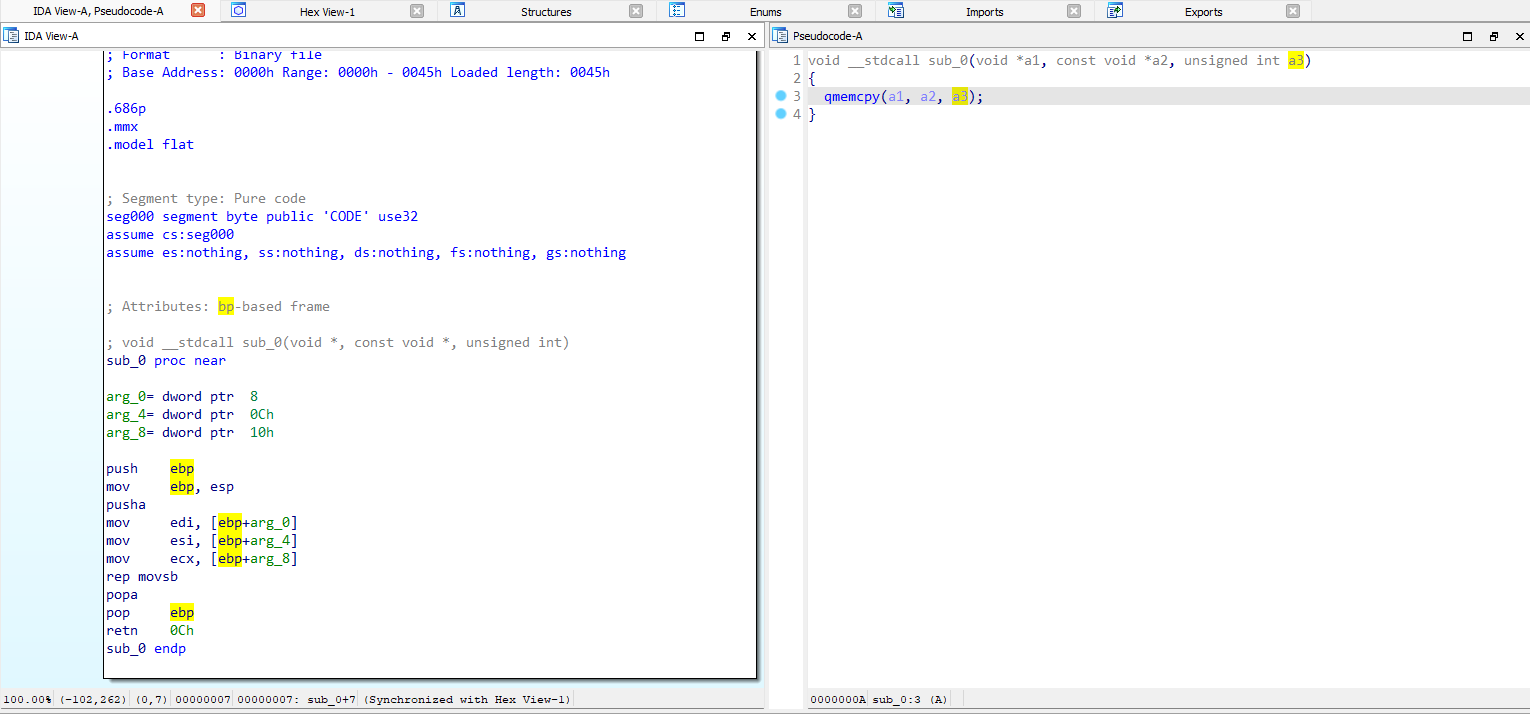 IDA View-A, Pseudocode-A
Hex View-1
Structures
Enums
Imports
Exports
IDA View-A
; Format      : Binary file
; Base Address: 0000h Range: 0000h - 0045h Loaded length: 0045h
.686p
.mmx
.model flat
; Segment type: Pure code
seg000 segment byte public 'CODE' use32
assume cs:seg000
assume es:nothing, ss:nothing, ds:nothing, fs:nothing, gs:nothing
; Attributes: bp-based frame
; void __stdcall sub_0(void *, const void *, unsigned int)
sub_0 proc near
arg_0= dword ptr  8
arg_4= dword ptr  0Ch
arg_8= dword ptr  10h
push    ebp
mov     ebp, esp
pusha
mov     edi, [ebp+arg_0]
mov     esi, [ebp+arg_4]
mov     ecx, [ebp+arg_8]
rep movsb
popa
pop     ebp
retn    0Ch
sub_0 endp
100.00% (-102,262) (0,7) 00000007 00000007: sub_0+7 (Synchronized with Hex View-1)
Pseudocode-A
1 void __stdcall sub_0(void *a1, const void *a2, unsigned int a3)
2 {
3   qmemcpy(a1, a2, a3);
4 }
0000000A sub_0:3 (A)